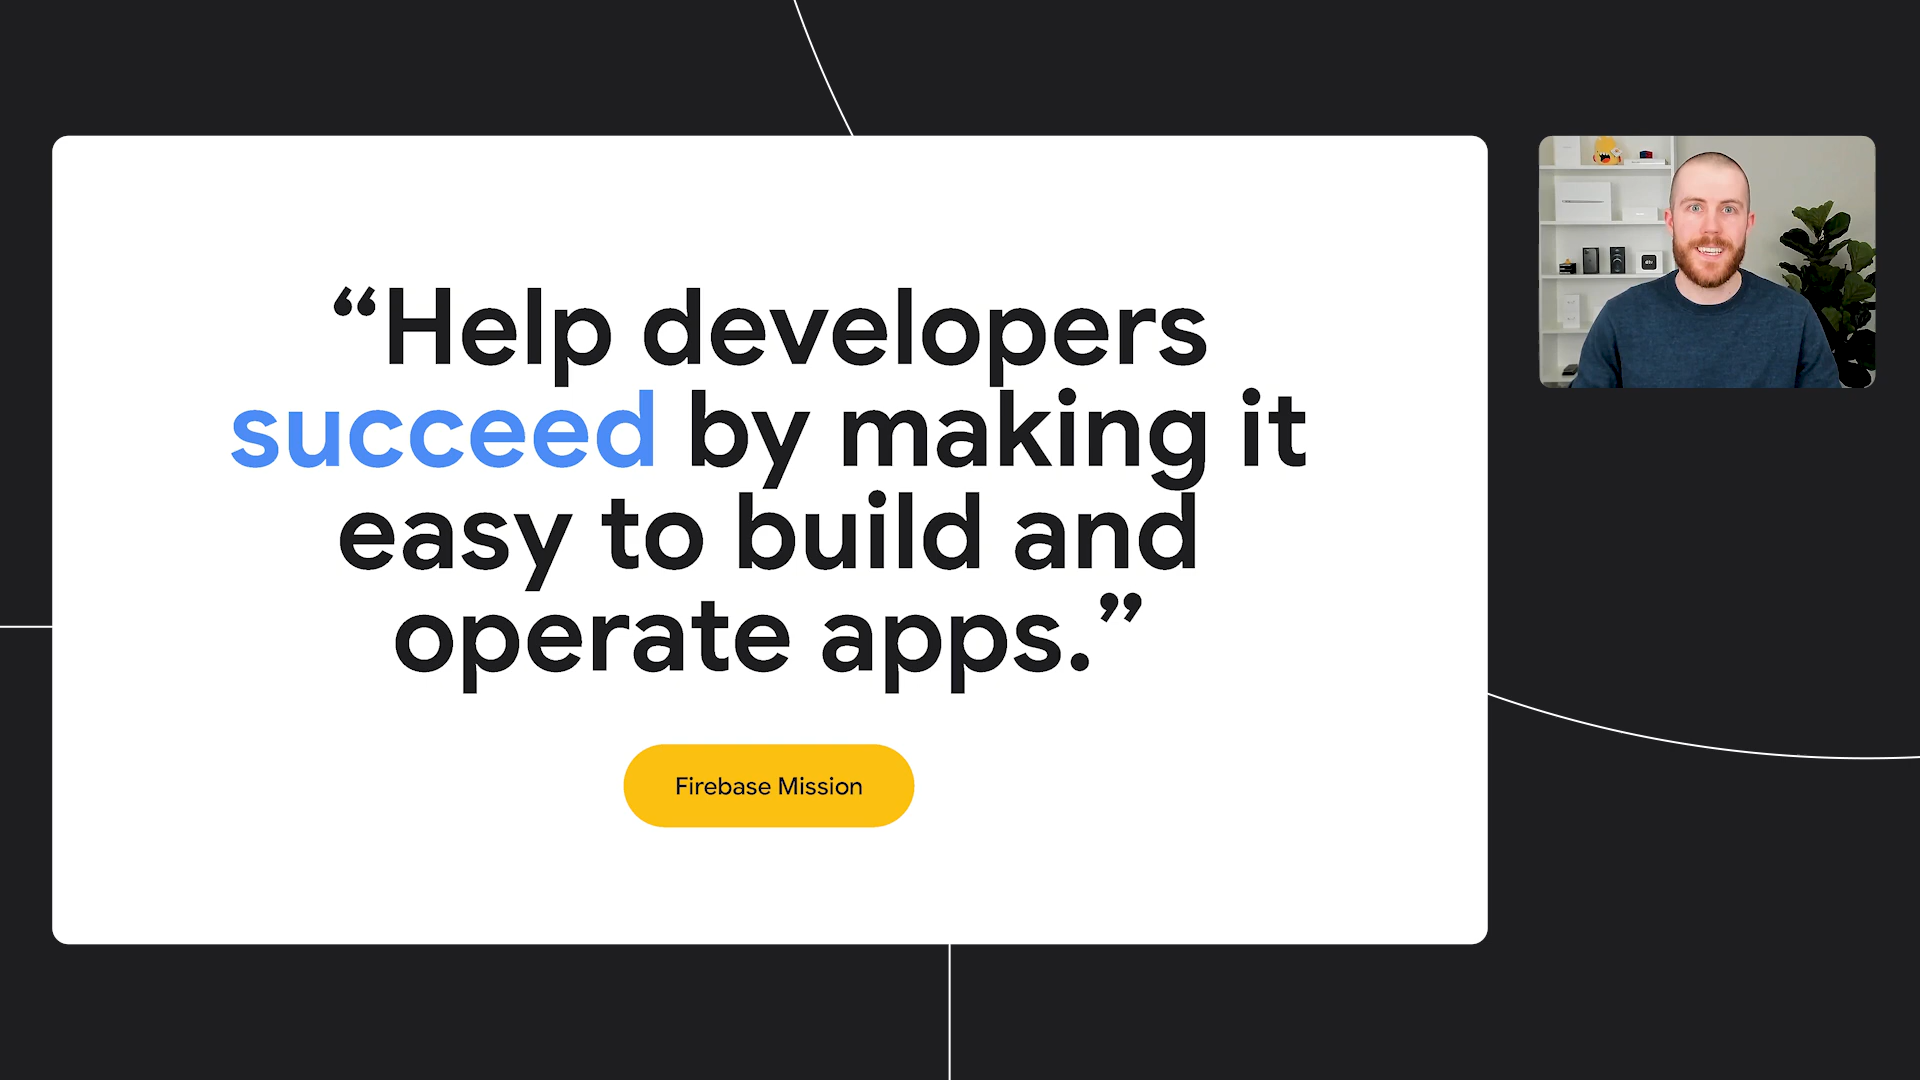 “Help developers
succeed by making it
easy to build and
operate apps.”
Firebase Mission